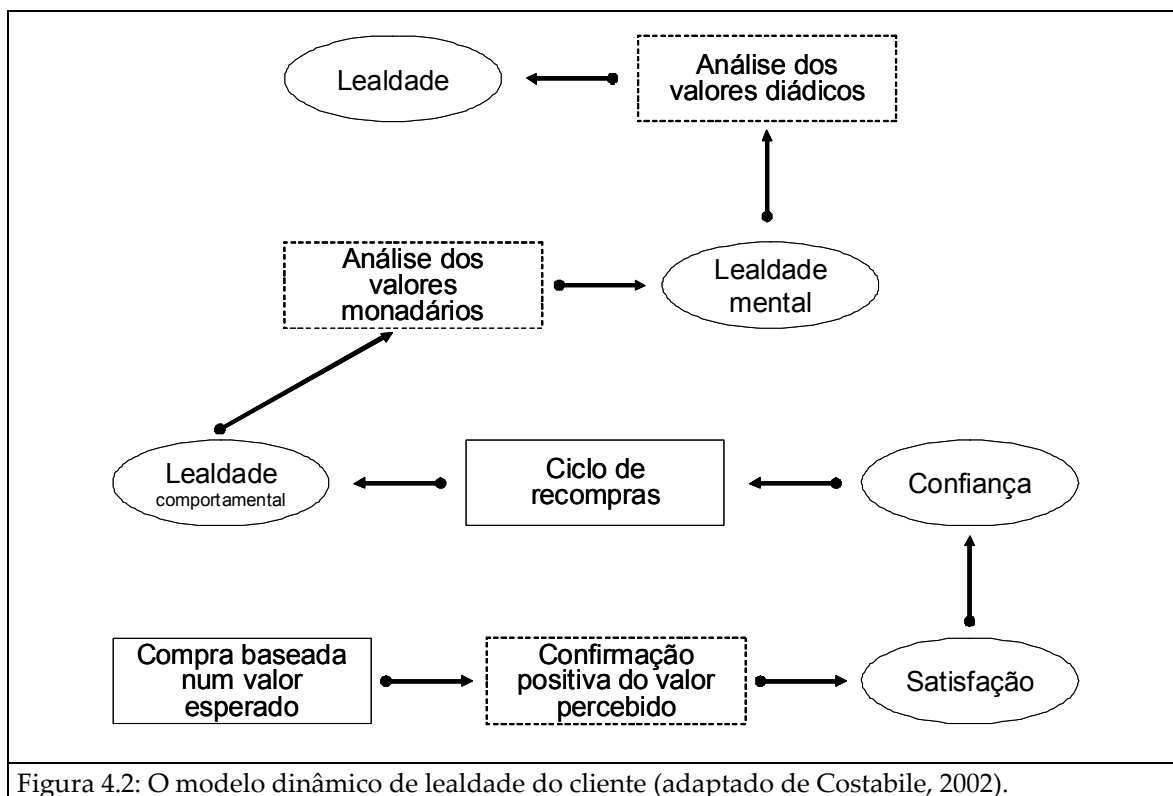 Lealdade
Análise dos
valores diádicos
Análise dos
valores
monadários
Lealdade
mental
Lealdade
comportamental
Ciclo de
recompras
Confiança
Compra baseada
num valor
esperado
Confirmação
positiva do valor
percebido
Satisfação
Figura 4.2: O modelo dinâmico de lealdade do cliente (adaptado de Costabile, 2002).